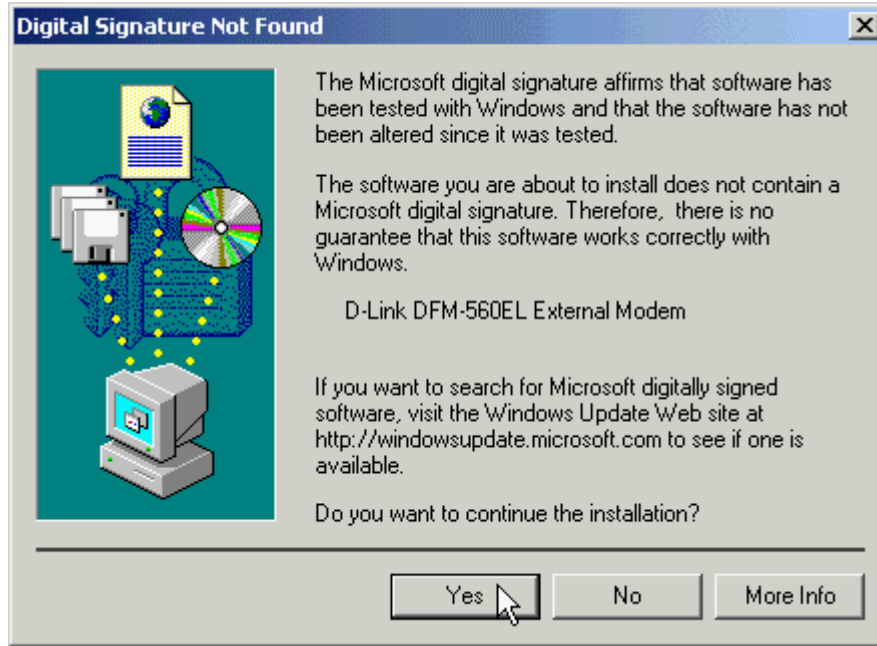 Digital Signature Not Found
The Microsoft digital signature affirms that software has
been tested with Windows and that the software has not
been altered since it was tested.
The software you are about to install does not contain a
Microsoft digital signature. Therefore,  there is no
guarantee that this software works correctly with
Windows.
D-Link DFM-560EL External Modem
If you want to search for Microsoft digitally signed
software, visit the Windows Update Web site at
http://windowsupdate.microsoft.com to see if one is
available.
Do you want to continue the installation?
Yes No More Info